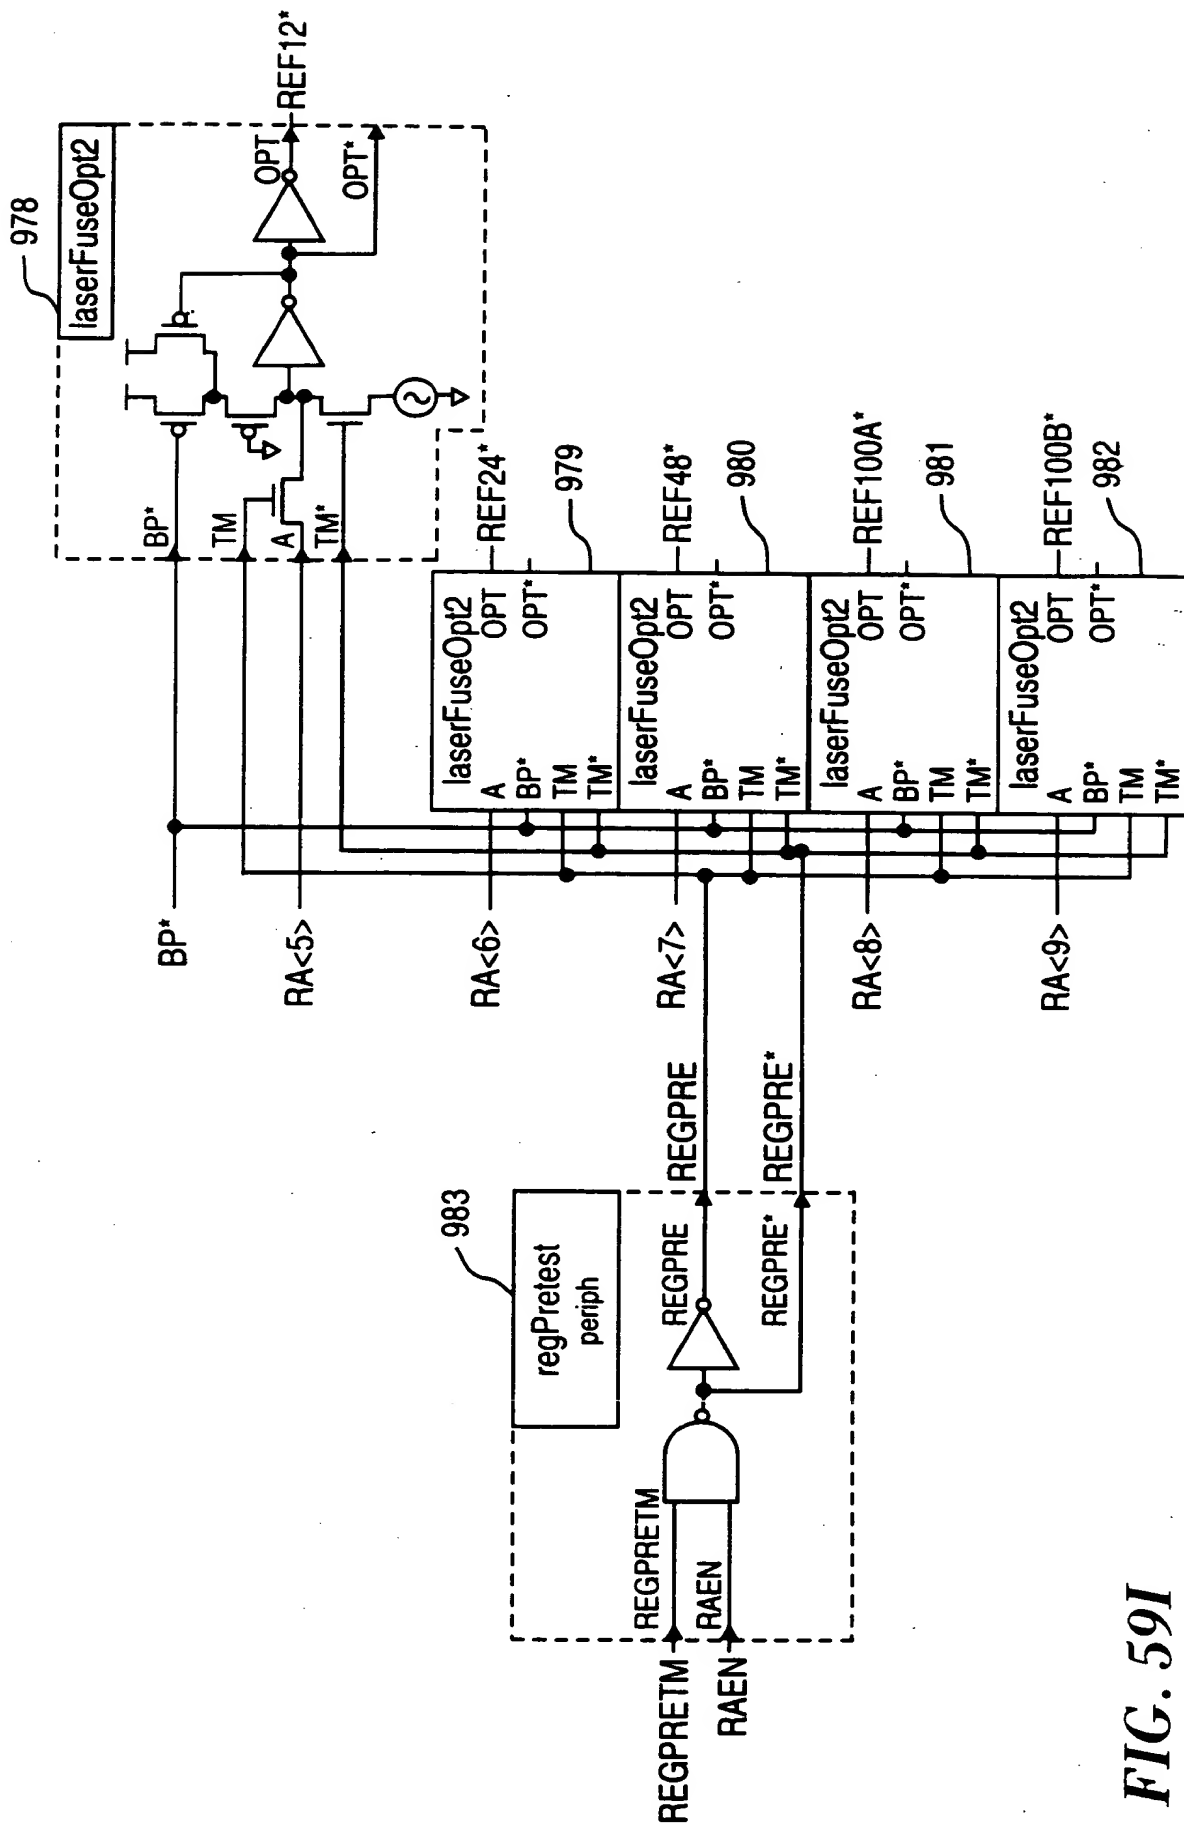 978
laserFuseOpt2
BP*
TM
A
TM*
OPT
OPT*
REF12*
BP*
RA<5>
RA<6>
RA<7>
RA<8>
RA<9>
laserFuseOpt2
A
BP*
TM
TM*
OPT
OPT*
REF24*
979
laserFuseOpt2
A
BP*
TM
TM*
OPT
OPT*
REF48*
980
laserFuseOpt2
A
BP*
TM
TM*
OPT
OPT*
REF100A*
981
laserFuseOpt2
A
BP*
TM
TM*
OPT
OPT*
REF100B*
982
983
regPretest
periph
REGPRETM
RAEN
REGPRETM
RAEN
REGPRE
REGPRE*
REGPRE
REGPRE*
FIG. 59I